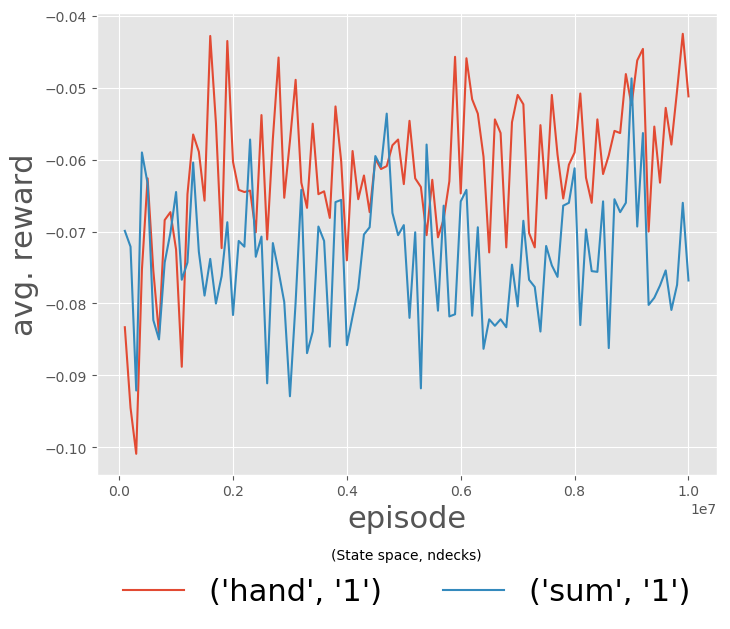 −0.04
−0.05
−0.06
−0.07
−0.08
−0.09
−0.10
avg. reward
0.0 0.2 0.4 0.6 0.8 1.0
1e7
episode
(State space, ndecks)
('hand', '1') ('sum', '1')